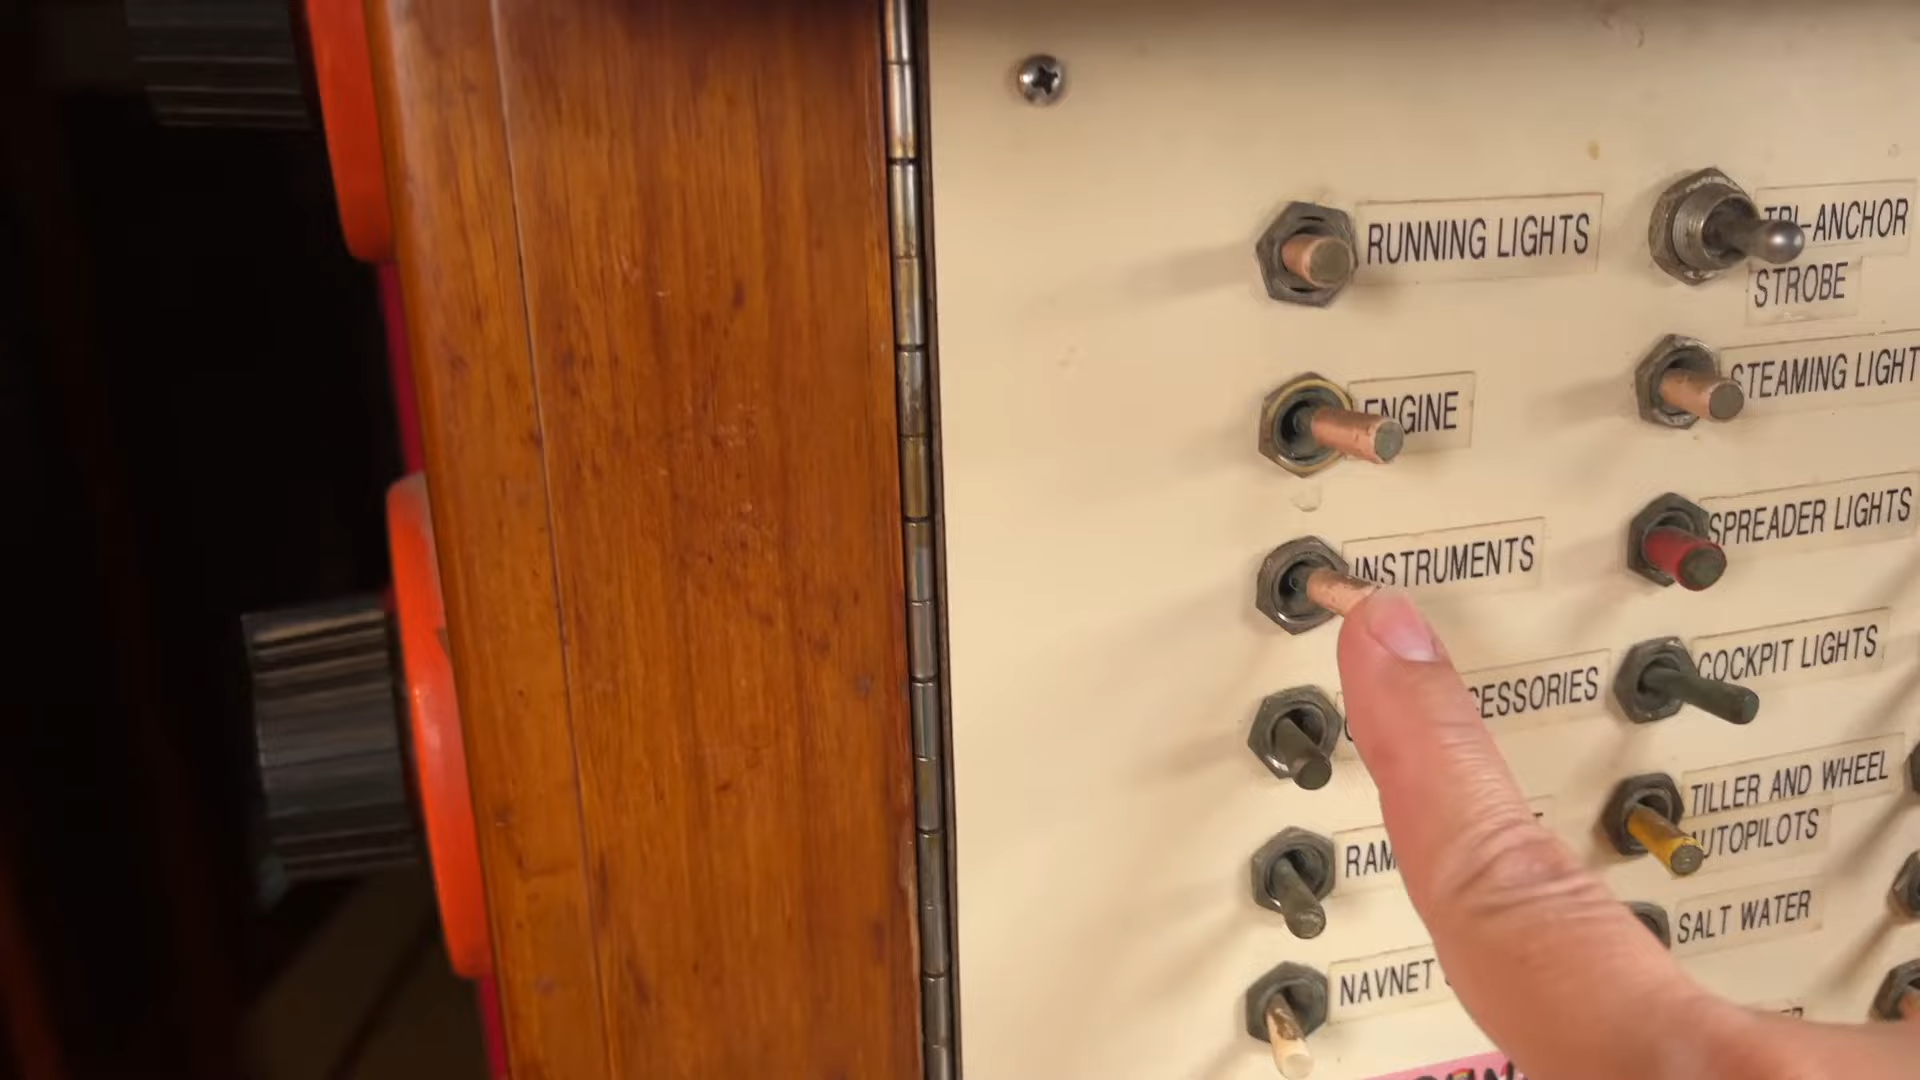 RUNNING LIGHTS
TRI-ANCHOR
STROBE
ENGINE
STEAMING LIGHT
INSTRUMENTS
SPREADER LIGHTS
COCKPIT LIGHTS
TILLER AND WHEEL
AUTOPILOTS
SALT WATER
NAVNET